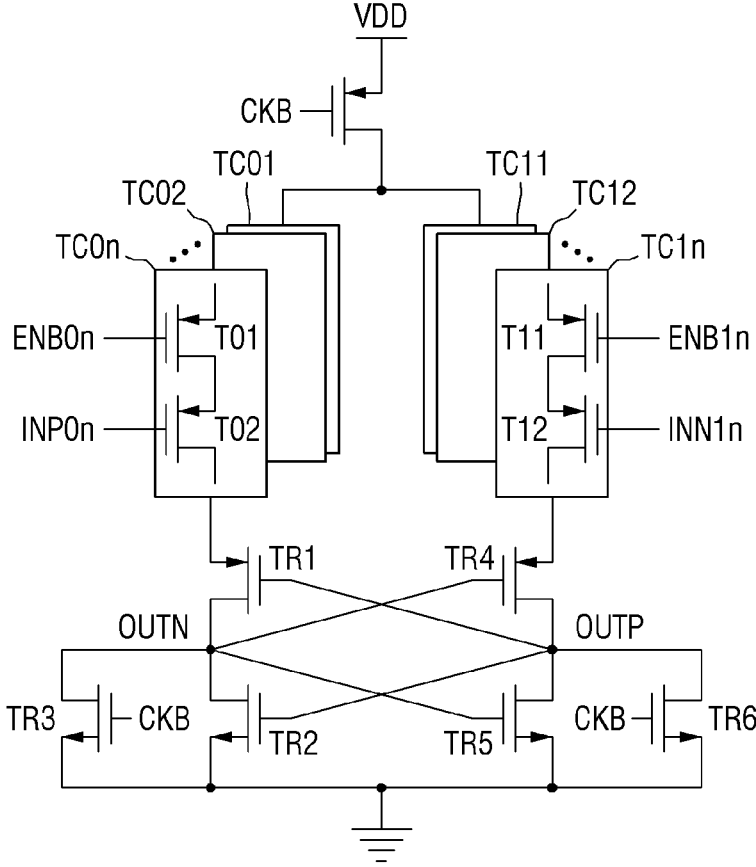 VDD
CKB
TC01
TC11
TC02
TC12
TC0n
TC1n
ENB0n
T01
T11
ENB1n
INP0n
T02
T12
INN1n
TR1
TR4
OUTN
OUTP
TR3
CKB
TR2
TR5
CKB
TR6